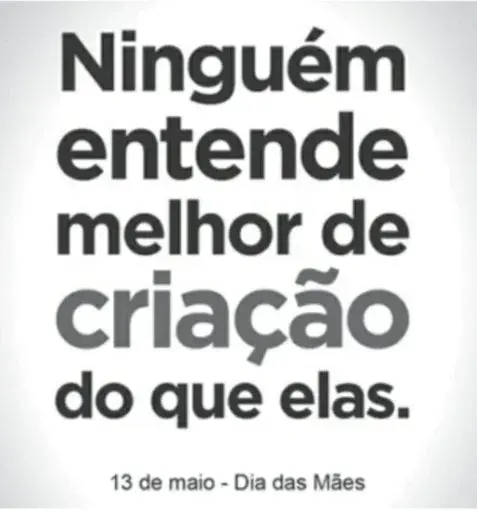 Ninguém
entende
melhor de
criação
do que elas.
13 de maio - Dia das Mães